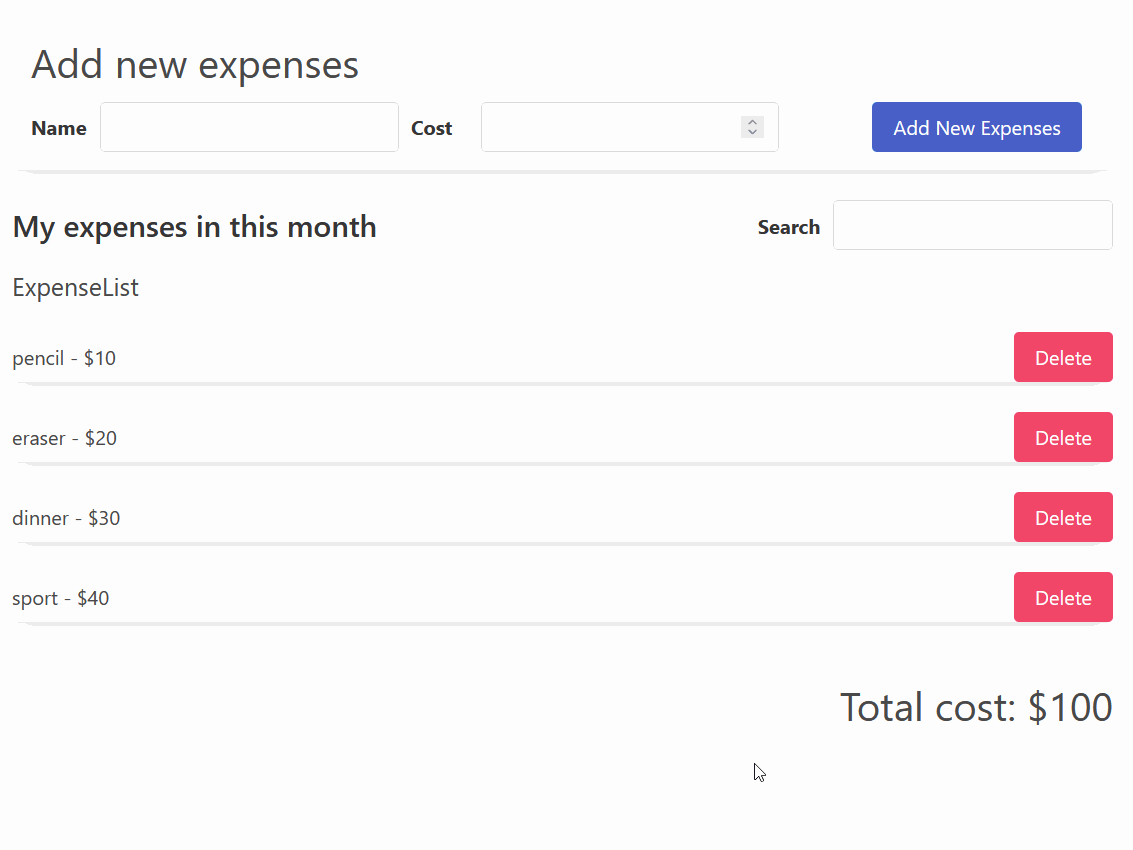 Add new expenses
Name Cost Add New Expenses
My expenses in this month Search
ExpenseList
pencil - $10 Delete
eraser - $20 Delete
dinner - $30 Delete
sport - $40 Delete
Total cost: $100